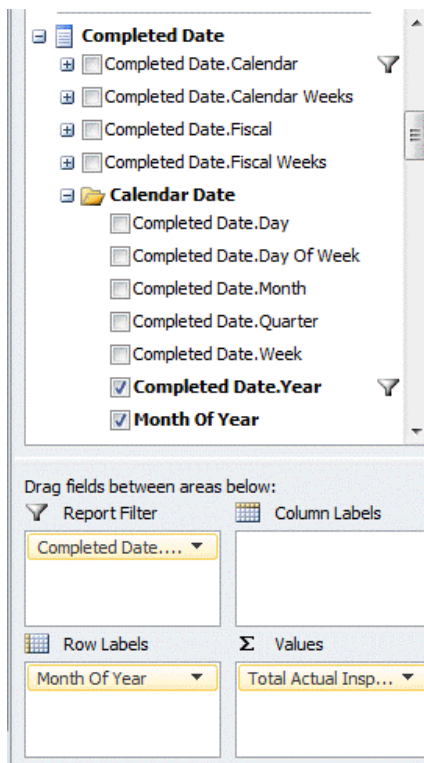 Completed Date
Completed Date.Calendar
Completed Date.Calendar Weeks
Completed Date.Fiscal
Completed Date.Fiscal Weeks
Calendar Date
Completed Date.Day
Completed Date.Day Of Week
Completed Date.Month
Completed Date.Quarter
Completed Date.Week
Completed Date.Year
Month Of Year
Drag fields between areas below:
Report Filter
Column Labels
Completed Date....
Row Labels
Σ Values
Month Of Year
Total Actual Insp...